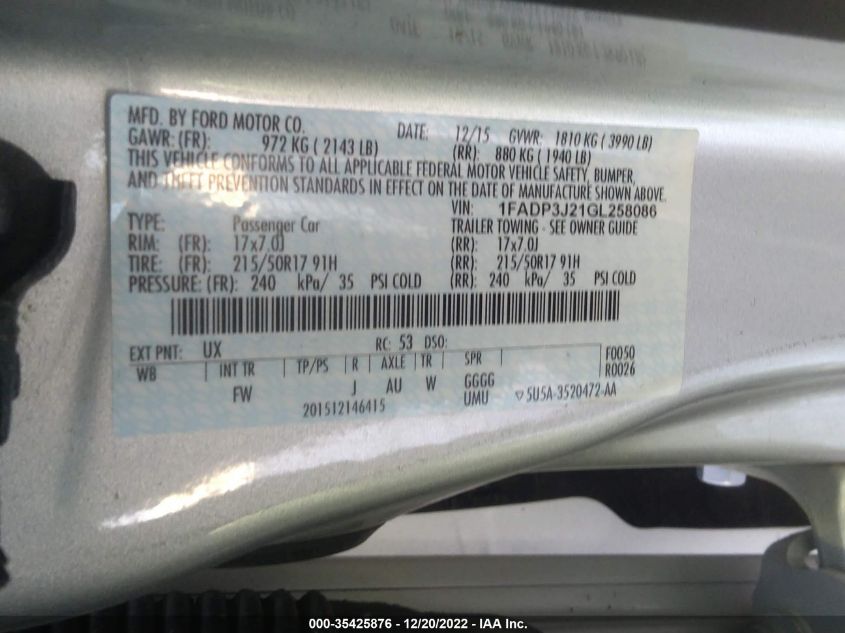 MFD. BY FORD MOTOR CO.
DATE: 12/15 GVWR: 1810 KG ( 3990 LB)
GAWR: (FR): 972 KG ( 2143 LB) (RR): 880 KG ( 1940 LB)
THIS VEHICLE CONFORMS TO ALL APPLICABLE FEDERAL MOTOR VEHICLE SAFETY, BUMPER,
AND THEFT PREVENTION STANDARDS IN EFFECT ON THE DATE OF MANUFACTURE SHOWN ABOVE.
VIN: 1FADP3J21GL258086
TYPE: Passenger Car TRAILER TOWING - SEE OWNER GUIDE
RIM: (FR): 17x7.0J (RR): 17x7.0J
TIRE: (FR): 215/50R17 91H (RR): 215/50R17 91H
PRESSURE: (FR): 240 kPa/ 35 PSI COLD (RR): 240 kPa/ 35 PSI COLD
EXT PNT: UX RC: 53 DSO: F0050
WB INT TR TP/PS R AXLE TR SPR R0026
FW J AU W GGGG
UMU
201512146415 5U5A-3520472-AA
000-35425876 - 12/20/2022 - IAA Inc.